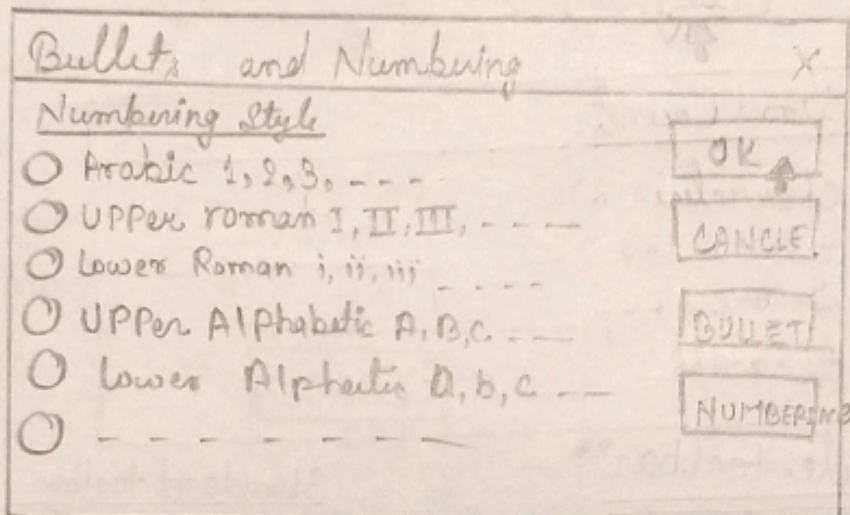 Bullets and Numbering X
Numbering Style
Arabic 1, 2, 3, - - - -
UPPer roman I, II, III, - - - -
Lower Roman i, ii, iii - - - -
UPPer Alphabetic A, B, C. - - -
Lower Alphaetic a, b, c - -
- - - - - - - -
OK
CANCLE
BULLET
NUMBERING